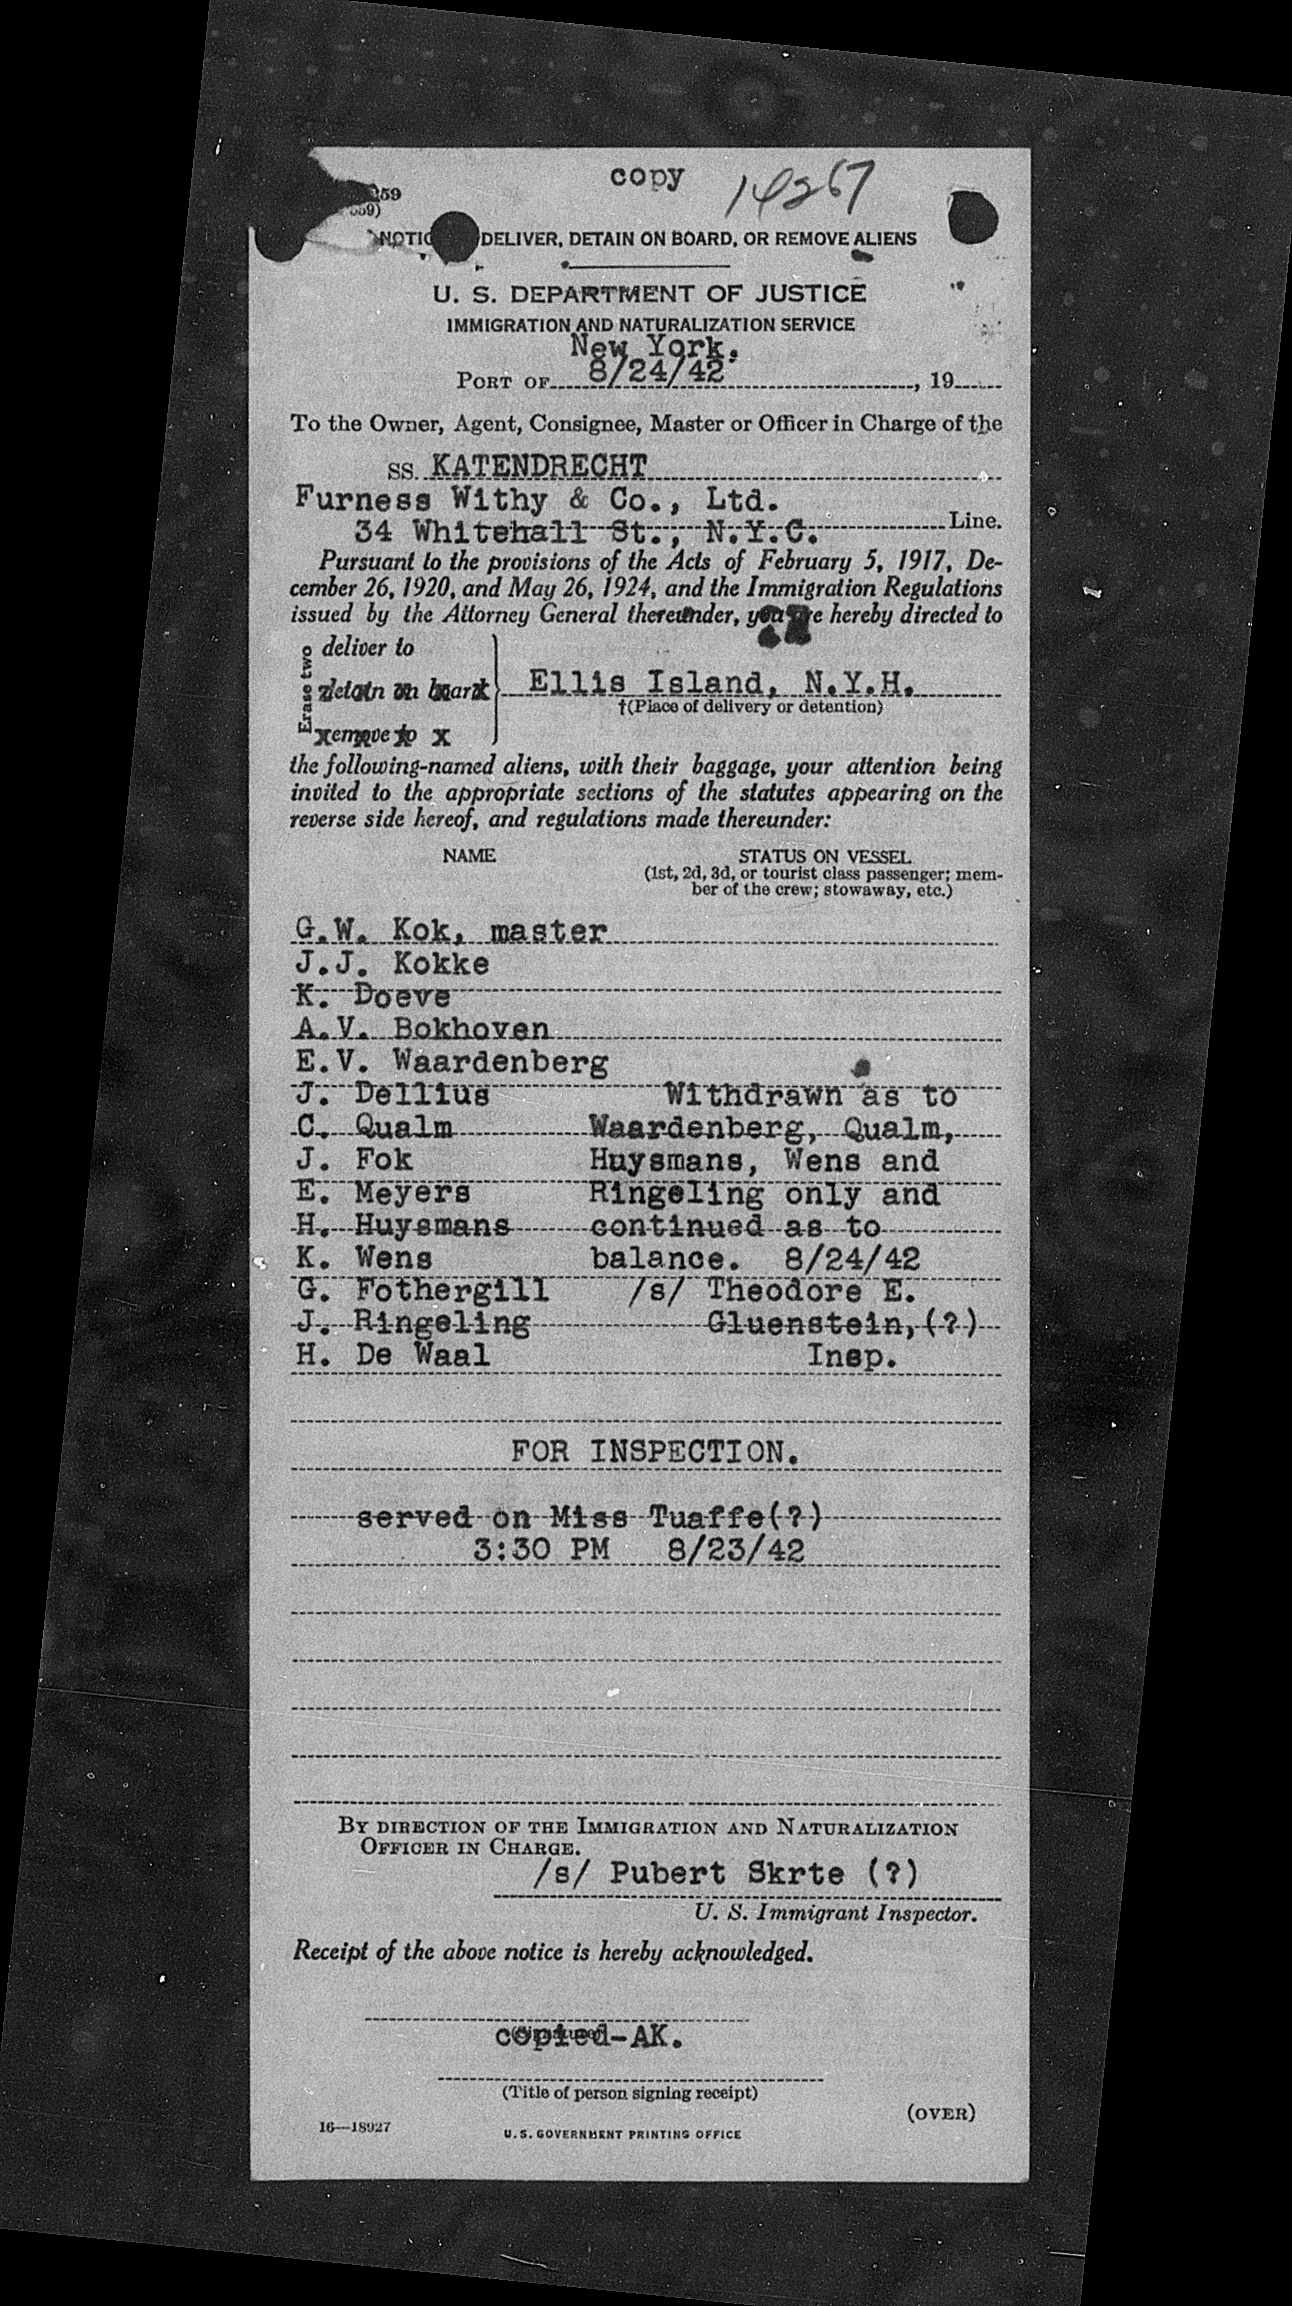 copy 14267
259
659)
NOTIC DELIVER, DETAIN ON BOARD, OR REMOVE ALIENS
U. S. DEPARTMENT OF JUSTICE
IMMIGRATION AND NATURALIZATION SERVICE
New York,
PORT OF 8/24/42 , 19
To the Owner, Agent, Consignee, Master or Officer in Charge of the
SS. KATENDRECHT
Furness Withy & Co., Ltd.
34 Whitehall St., N.Y.C. Line.
Pursuant to the provisions of the Acts of February 5, 1917, De-
cember 26, 1920, and May 26, 1924, and the Immigration Regulations
issued by the Attorney General thereunder, you are hereby directed to
Erase two
deliver to
detain on board Ellis Island, N.Y.H.
†(Place of delivery or detention)
remove to x
the following-named aliens, with their baggage, your attention being
invited to the appropriate sections of the statutes appearing on the
reverse side hereof, and regulations made thereunder:
NAME STATUS ON VESSEL
(1st, 2d, 3d, or tourist class passenger; mem-
ber of the crew; stowaway, etc.)
G.W. Kok, master
J.J. Kokke
K. Doeve
A.V. Bokhoven
E.V. Waardenberg
J. Dellius Withdrawn as to
C. Qualm Waardenberg, Qualm,
J. Fok Huysmans, Wens and
E. Meyers Ringeling only and
H. Huysmans continued as to
K. Wens balance. 8/24/42
G. Fothergill /s/ Theodore E.
J. Ringeling Gluenstein,(?)
H. De Waal Insp.
FOR INSPECTION.
served on Miss Tuaffe(?)
3:30 PM 8/23/42
BY DIRECTION OF THE IMMIGRATION AND NATURALIZATION
OFFICER IN CHARGE.
/s/ Pubert Skrte (?)
U. S. Immigrant Inspector.
Receipt of the above notice is hereby acknowledged.
copied-AK.
(Title of person signing receipt)
(OVER)
16—18927 U. S. GOVERNMENT PRINTING OFFICE